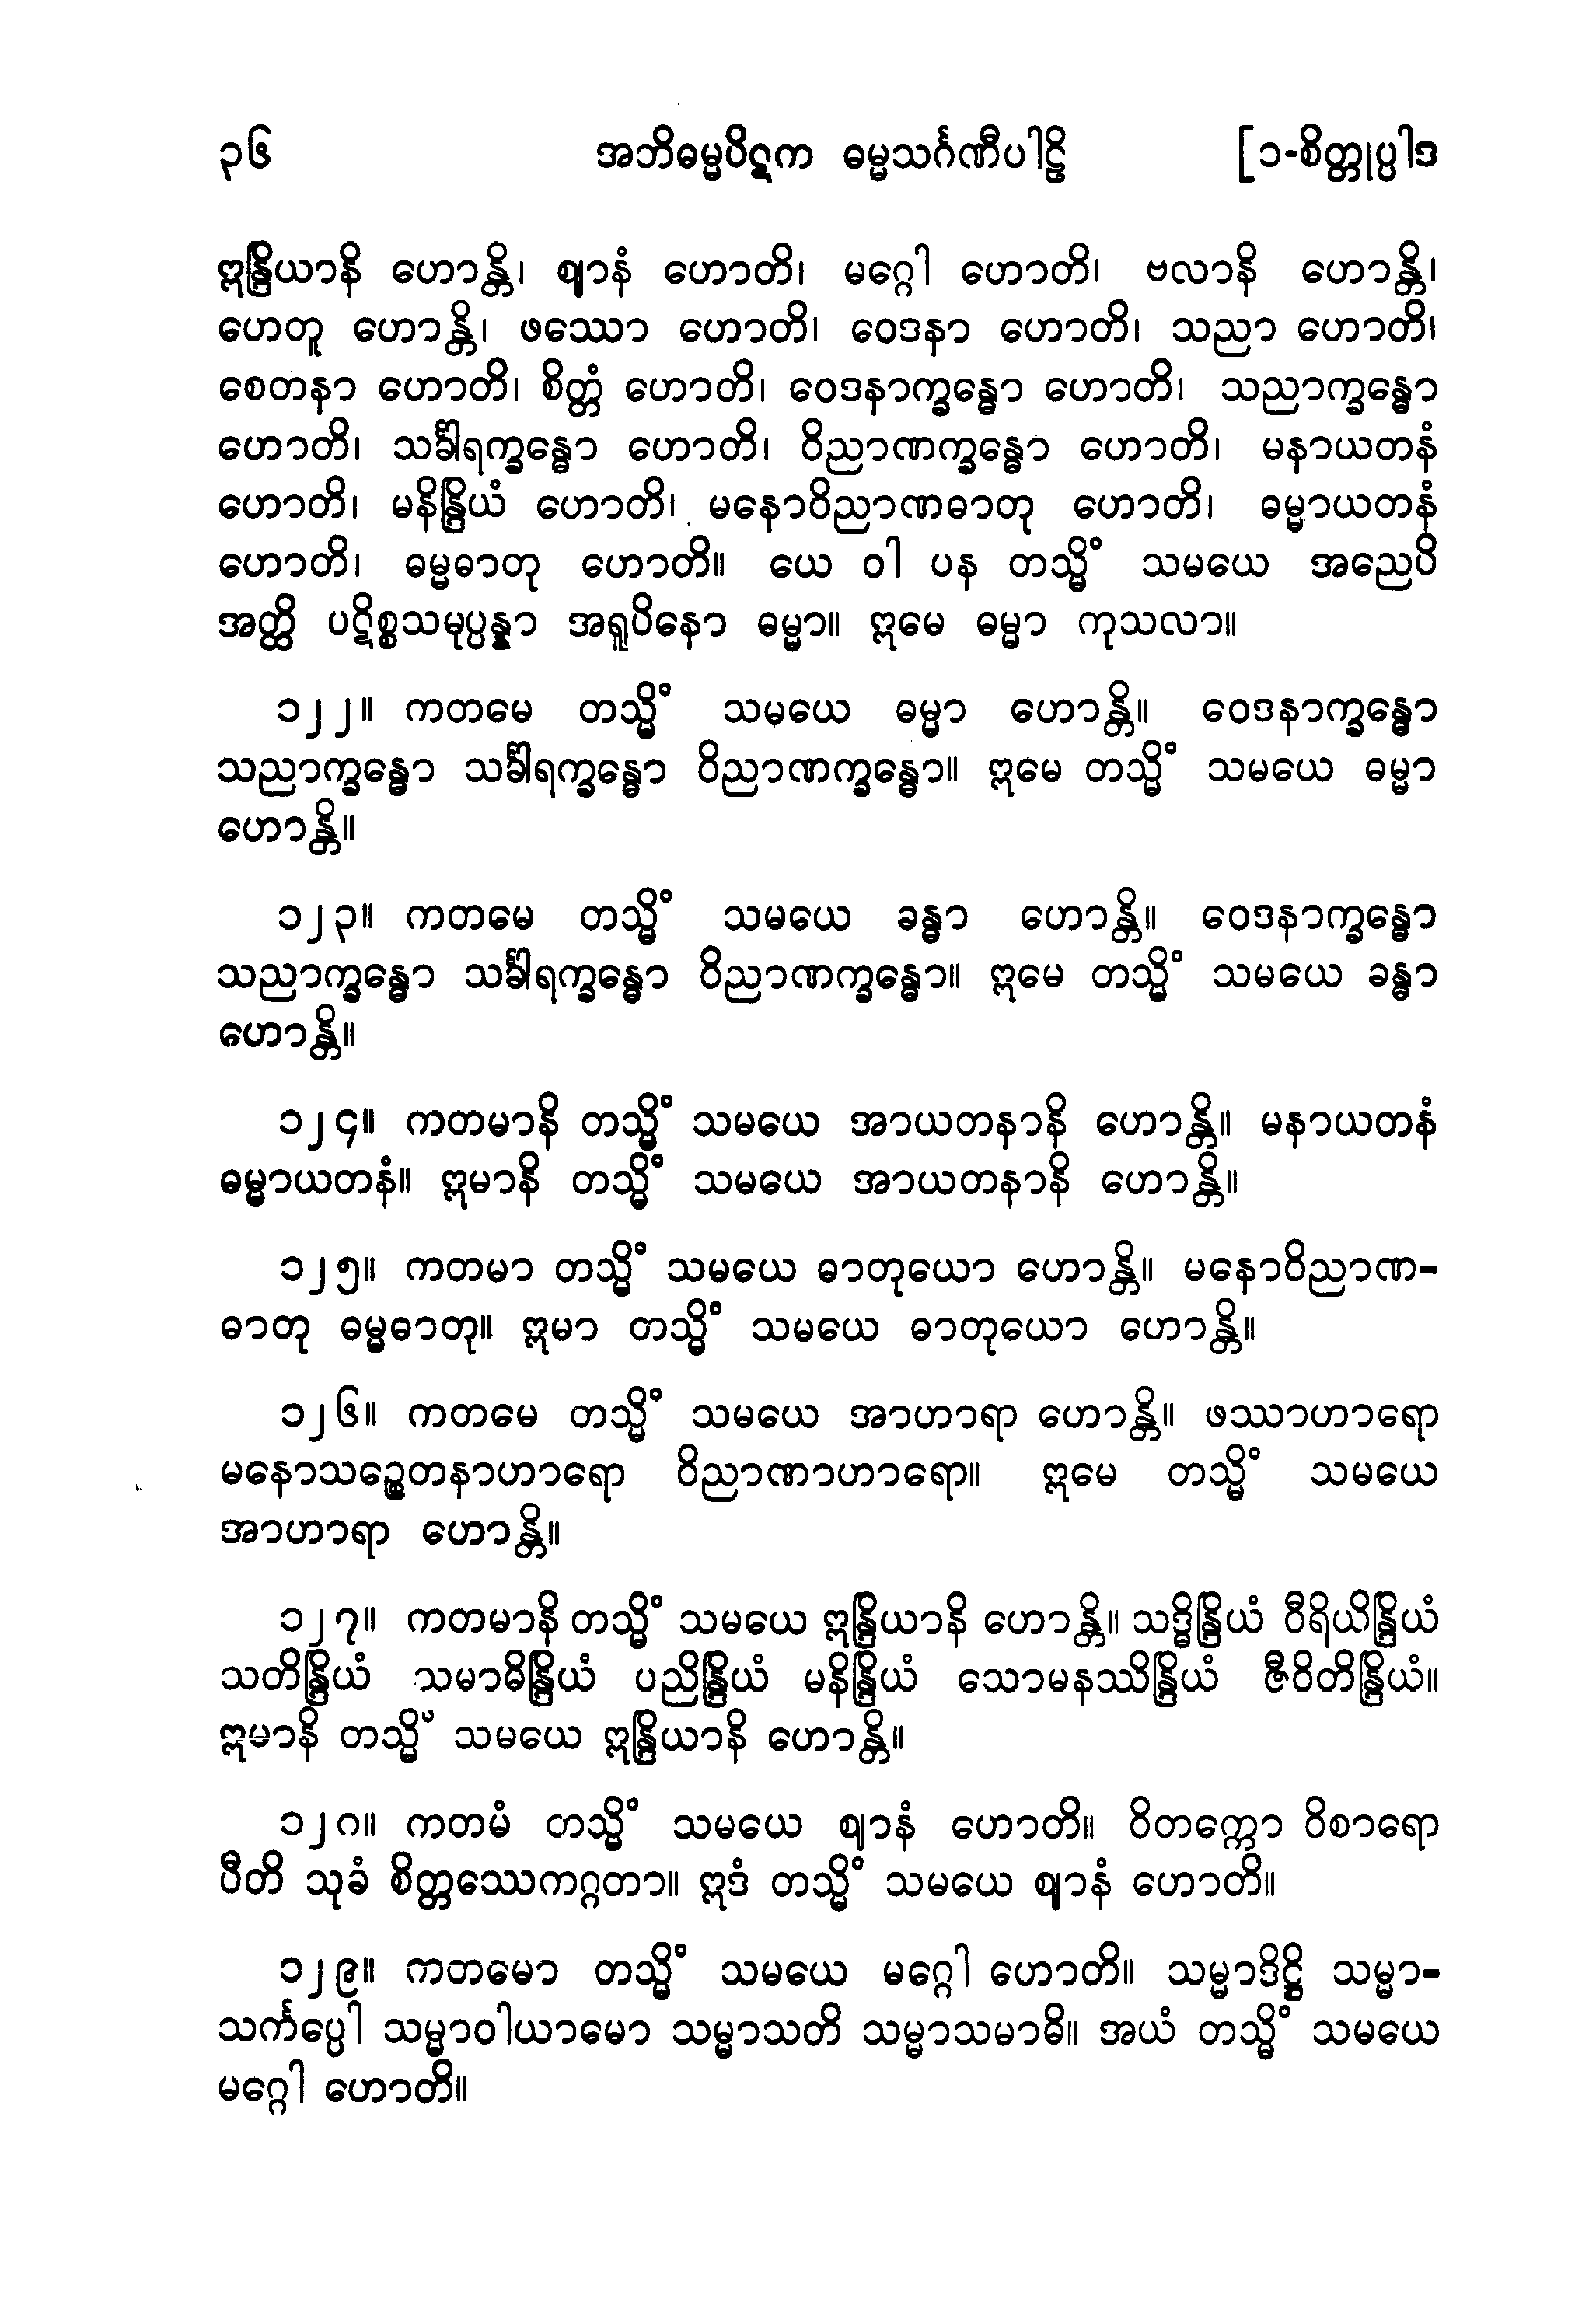 ၃၆ အဘိဓမ္မပိဋက ဓမ္မသင်္ဂဏီပါဠိ [၁-စိတ္တုပ္ပါဒ
ဣန္ဒြိယာနိ ဟောန္တိ၊ ဈာနံ ဟောတိ၊ မဂ္ဂေါ ဟောတိ၊ ဗလာနိ ဟောန္တိ၊
ဟေတူ ဟောန္တိ၊ ဖဿော ဟောတိ၊ ဝေဒနာ ဟောတိ၊ သညာ ဟောတိ၊
စေတနာ ဟောတိ၊ စိတ္တံ ဟောတိ၊ ဝေဒနာက္ခန္ဓော ဟောတိ၊ သညာက္ခန္ဓော
ဟောတိ၊ သင်္ခါရက္ခန္ဓော ဟောတိ၊ ဝိညာဏက္ခန္ဓော ဟောတိ၊ မနာယတနံ
ဟောတိ၊ မနိန္ဒြိယံ ဟောတိ၊ မနောဝိညာဏဓာတု ဟောတိ၊ ဓမ္မာယတနံ
ဟောတိ၊ ဓမ္မဓာတု ဟောတိ။ ယေ ဝါ ပန တသ္မိံ သမယေ အညေပိ
အတ္ထိ ပဋိစ္စသမုပ္ပန္နာ အရူပိနော ဓမ္မာ။ ဣမေ ဓမ္မာ ကုသလာ။
၁၂၂။ ကတမေ တသ္မိံ သမယေ ဓမ္မာ ဟောန္တိ။ ဝေဒနာက္ခန္ဓော
သညာက္ခန္ဓော သင်္ခါရက္ခန္ဓော ဝိညာဏက္ခန္ဓော။ ဣမေ တသ္မိံ သမယေ ဓမ္မာ
ဟောန္တိ။
၁၂၃။ ကတမေ တသ္မိံ သမယေ ခန္ဓာ ဟောန္တိ။ ဝေဒနာက္ခန္ဓော
သညာက္ခန္ဓော သင်္ခါရက္ခန္ဓော ဝိညာဏက္ခန္ဓော။ ဣမေ တသ္မိံ သမယေ ခန္ဓာ
ဟောန္တိ။
၁၂၄။ ကတမာနိ တသ္မိံ သမယေ အာယတနာနိ ဟောန္တိ။ မနာယတနံ
ဓမ္မာယတနံ။ ဣမာနိ တသ္မိံ သမယေ အာယတနာနိ ဟောန္တိ။
၁၂၅။ ကတမာ တသ္မိံ သမယေ ဓာတုယော ဟောန္တိ။ မနောဝိညာဏ-
ဓာတု ဓမ္မဓာတု။ ဣမာ တသ္မိံ သမယေ ဓာတုယော ဟောန္တိ။
၁၂၆။ ကတမေ တသ္မိံ သမယေ အာဟာရာ ဟောန္တိ။ ဖဿာဟာရော
မနောသဉ္စေတနာဟာရော ဝိညာဏာဟာရော။ ဣမေ တသ္မိံ သမယေ
အာဟာရာ ဟောန္တိ။
၁၂၇။ ကတမာနိ တသ္မိံ သမယေ ဣန္ဒြိယာနိ ဟောန္တိ။ သဒ္ဓိန္ဒြိယံ ဝီရိယိန္ဒြိယံ
သတိန္ဒြိယံ သမာဓိန္ဒြိယံ ပညိန္ဒြိယံ မနိန္ဒြိယံ သောမနဿိန္ဒြိယံ ဇီဝိတိန္ဒြိယံ။
ဣမာနိ တသ္မိံ သမယေ ဣန္ဒြိယာနိ ဟောန္တိ။
၁၂၈။ ကတမံ တသ္မိံ သမယေ ဈာနံ ဟောတိ။ ဝိတက္ကော ဝိစာရော
ပီတိ သုခံ စိတ္တဿေကဂ္ဂတာ။ ဣဒံ တသ္မိံ သမယေ ဈာနံ ဟောတိ။
၁၂၉။ ကတမော တသ္မိံ သမယေ မဂ္ဂေါ ဟောတိ။ သမ္မာဒိဋ္ဌိ သမ္မာ-
သင်္ကပ္ပေါ သမ္မာဝါယာမော သမ္မာသတိ သမ္မာသမာဓိ။ အယံ တသ္မိံ သမယေ
မဂ္ဂေါ ဟောတိ။